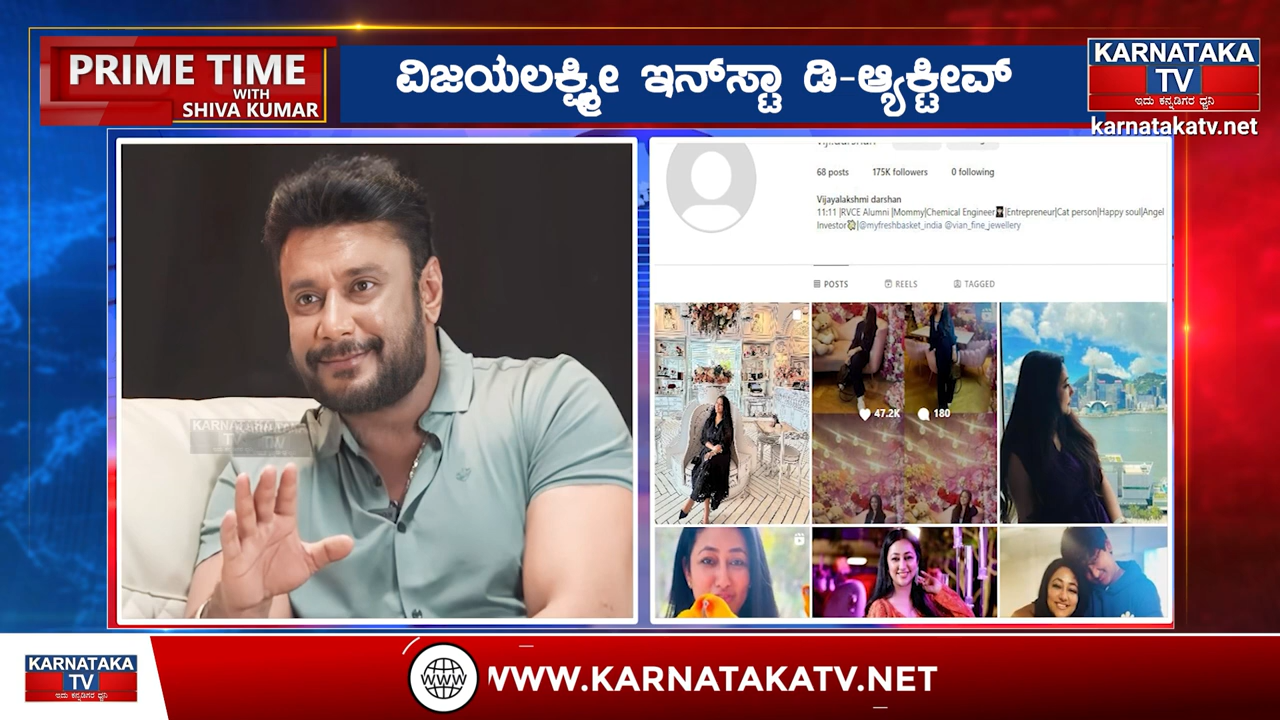 PRIME TIME
WITH
SHIVA KUMAR
ವಿಜಯಲಕ್ಷ್ಮೀ ಇನ್‌ಸ್ಟಾ ಡಿ-ಆ್ಯಕ್ಟೀವ್
KARNATAKA
TV
ಇದು ಕನ್ನಡಿಗರ ಧ್ವನಿ
karnatakatv.net
68 posts 175K followers 0 following
Vijayalakshmi darshan
11:11 |RVCE Alumni |Mommy|Chemical Engineer|Entrepreneur|Cat person|Happy soul|Angel
Investor|@myfreshbasket_india @vian_fine_jewellery
POSTS REELS TAGGED
47.2K 180
KARNATAKA
TV
KARNATAKA
TV
ಇದು ಕನ್ನಡಿಗರ ಧ್ವನಿ
WWW
WWW.KARNATAKATV.NET